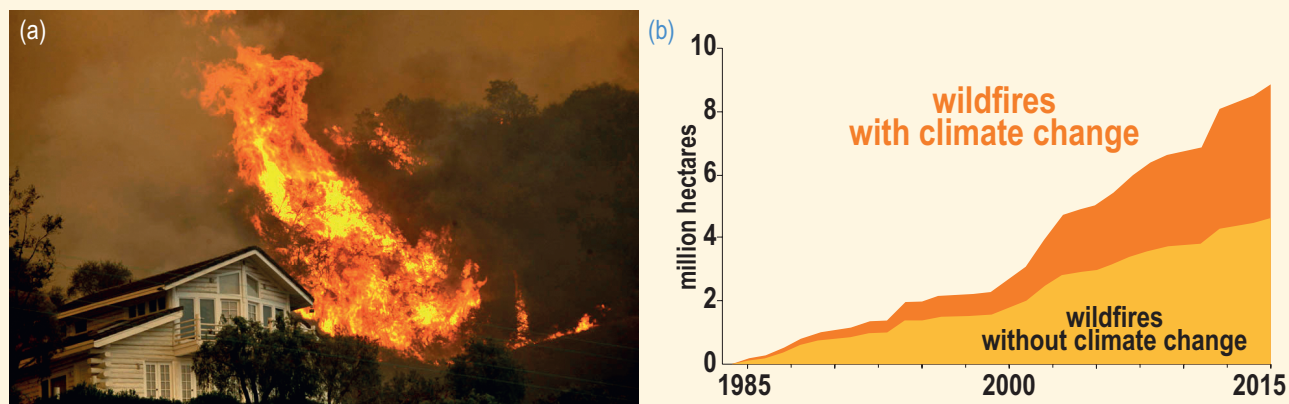 (a)
(b)
10
8
6
4
2
0
million hectares
wildfires
with climate change
wildfires
without climate change
1985
2000
2015